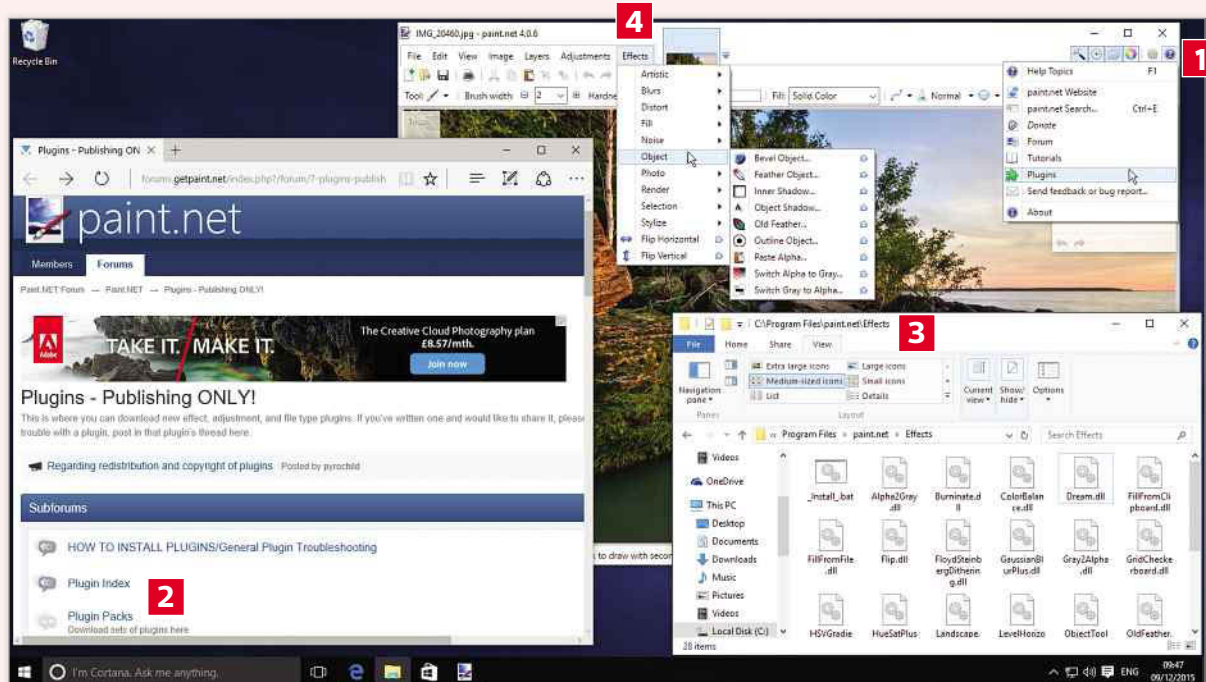 4
1
Recycle Bin
IMG_20460.jpg - paint.net 4.0.6
File Edit View Image Layers Adjustments Effects
Tool: Brush width: 2 Hardne
Fill: Solid Color Normal
Artistic
Blurs
Distort
Fill
Noise
Object
Photo
Render
Selection
Stylize
Flip Horizontal
Flip Vertical
Bevel Object...
Feather Object...
Inner Shadow...
Object Shadow...
Old Feather...
Outline Object...
Paste Alpha...
Switch Alpha to Gray...
Switch Gray to Alpha...
Help Topics F1
paint.net Website
paint.net Search... Ctrl+E
Donate
Forum
Tutorials
Plugins
Send feedback or bug report...
About
Plugins - Publishing ON
forums.getpaint.net/index.php?/forum/7-plugins-publish
paint.net
Members Forums
Paint.NET Forum → Paint.NET → Plugins - Publishing ONLY!
Adobe
TAKE IT. MAKE IT.
The Creative Cloud Photography plan
£8.57/mth.
Join now
Plugins - Publishing ONLY!
This is where you can download new effect, adjustment, and file type plugins. If you've written one and would like to share it, please
trouble with a plugin, post in that plugin's thread here.
Regarding redistribution and copyright of plugins Posted by pyrochild
Subforums
HOW TO INSTALL PLUGINS/General Plugin Troubleshooting
Plugin Index
2
Plugin Packs
Download sets of plugins here
to draw with secon
C:\Program Files\paint.net\Effects
3
File Home Share View
Navigation pane
Extra large icons Large icons
Medium-sized icons Small icons
List Details
Current view Show/ hide Options
Panes Layout
Program Files paint.net Effects
Search Effects
Videos
OneDrive
This PC
Desktop
Documents
Downloads
Music
Pictures
Videos
Local Disk (C:)
_Install_.bat
Alpha2Gray.dll
Burninate.dll
ColorBalance.dll
Dream.dll
FillFromClipboard.dll
FillFromFile.dll
Flip.dll
FloydSteinbergDithering.dll
GaussianBlurPlus.dll
Gray2Alpha.dll
GridCheckerboard.dll
HSVGradie
HueSatPlus
Landscape.
LevelHorizo
ObjectTool
OldFeather.
28 items
I'm Cortana. Ask me anything.
ENG
09:47
09/12/2015